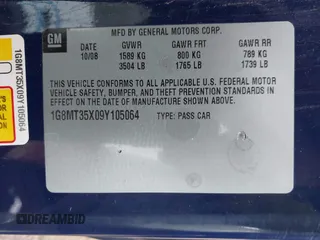 GM
MFD BY GENERAL MOTORS CORP.
DATE GVWR GAWR FRT GAWR RR
10/08 1589 KG 800 KG 789 KG
3504 LB 1765 LB 1739 LB
THIS VEHICLE CONFORMS TO ALL APPLICABLE U.S. FEDERAL MOTOR
VEHICLE SAFETY, BUMPER, AND THEFT PREVENTION STANDARDS IN
EFFECT ON THE DATE OF MANUFACTURE SHOWN ABOVE.
1G8MT35X09Y105064 TYPE: PASS CAR
1G8MT35X09Y105064
DREAMBID